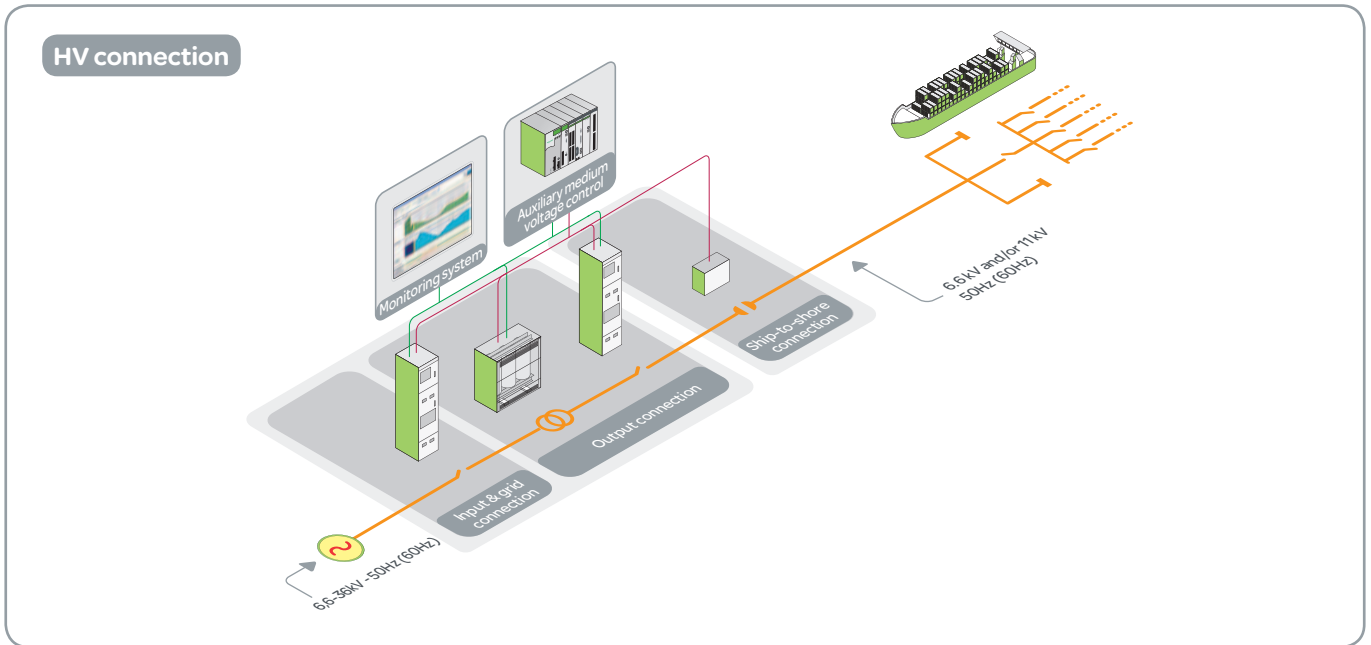 HV connection
Auxiliary medium
voltage control
Monitoring system
6.6 kV and/or 11 kV
50Hz (60Hz)
Ship-to-shore
connection
Output connection
Input & grid
connection
6,6-36kV - 50Hz (60Hz)